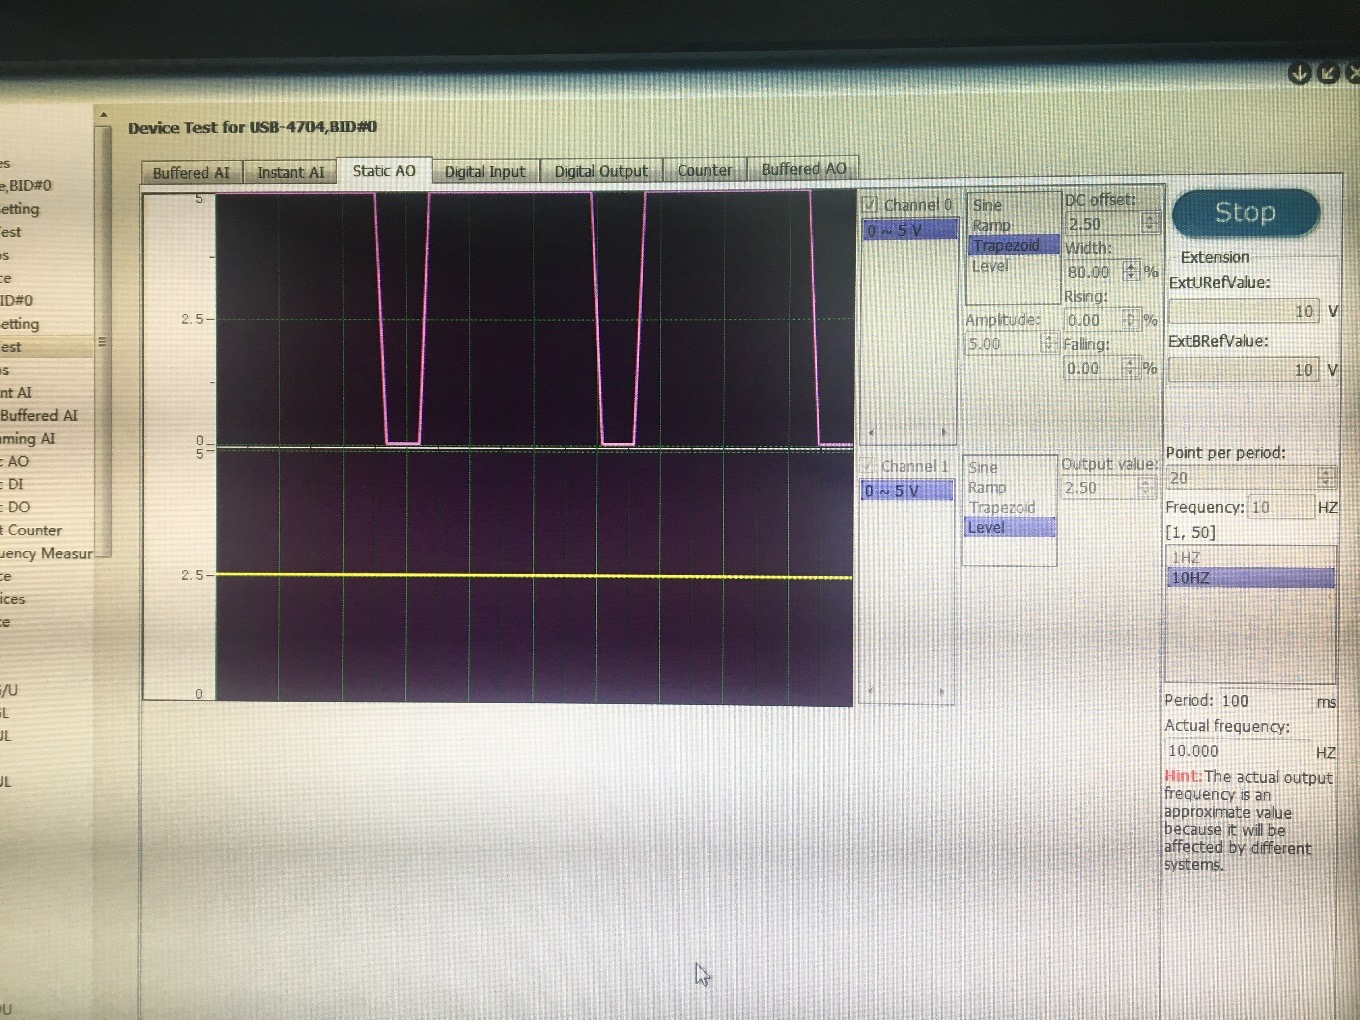 Device Test for USB-4704,BID#0
Buffered AI Instant AI Static AO Digital Input Digital Output Counter Buffered AO
es
e,BID#0
etting
est
s
ce
ID#0
etting
est
s
nt AI
Buffered AI
ming AI
AO
DI
DO
t Counter
uency Measur
ce
ices
e
/U
L
UL
UL
U
5
2.5
0
5
2.5
0
Channel 0
0 ~ 5 V
Sine
Ramp
Trapezoid
Level
Amplitude:
5.00
DC offset:
2.50
Width:
80.00 %
Rising:
0.00 %
Falling:
0.00 %
Channel 1
0 ~ 5 V
Sine
Ramp
Trapezoid
Level
Output value:
2.50
Stop
Extension
ExtURefValue:
10 V
ExtBRefValue:
10 V
Point per period:
20
Frequency: 10 HZ
[1, 50]
1HZ
10HZ
Period: 100 ms
Actual frequency:
10.000 HZ
Hint:The actual output
frequency is an
approximate value
because it will be
affected by different
systems.